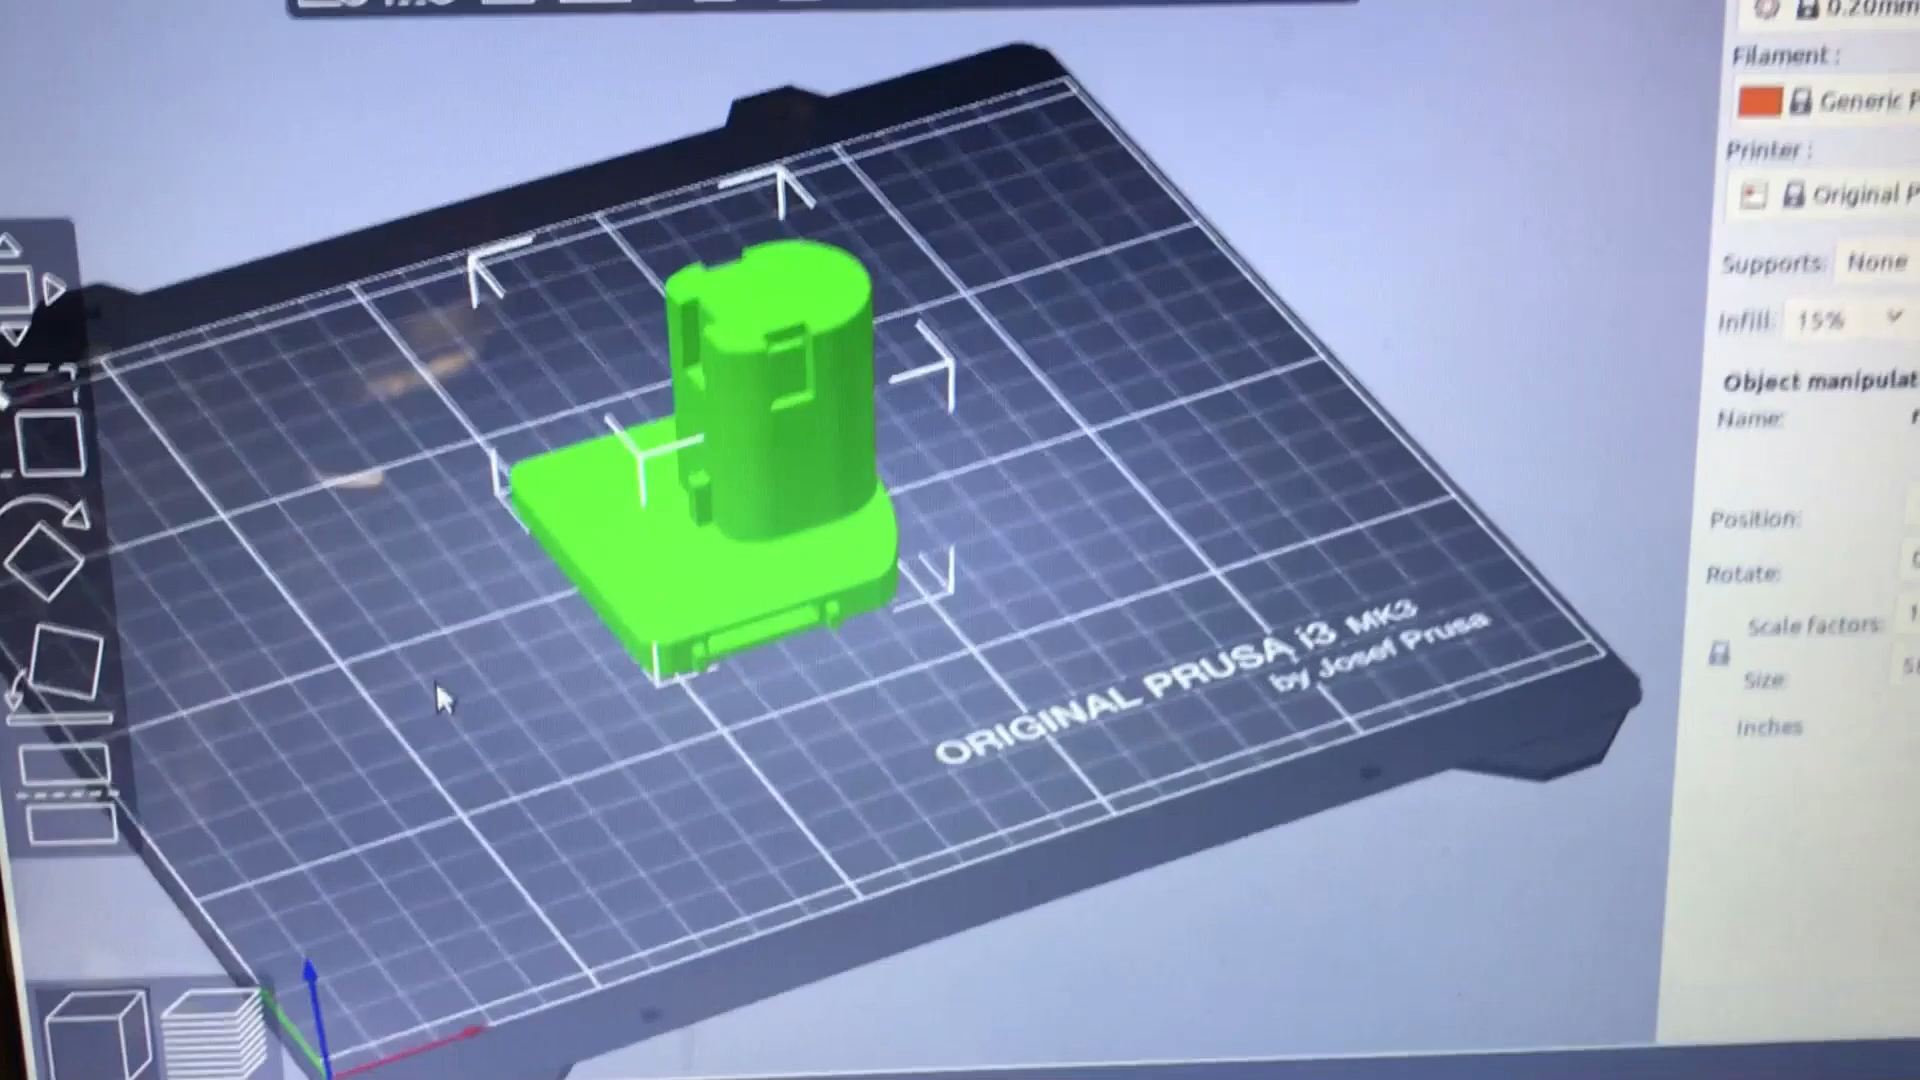 0.20mm
Filament :
Generic P
Printer :
Original P
Supports: None
Infill: 15%
Object manipulat
Name:
Position:
Rotate:
Scale factors:
Size:
Inches
ORIGINAL PRUSA i3 MK3
by Josef Prusa